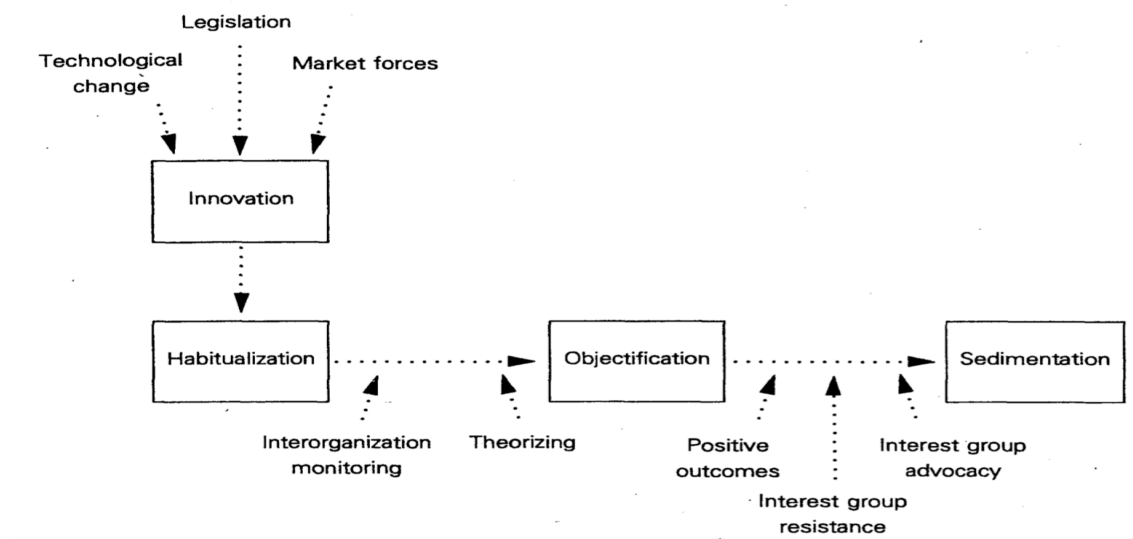 Legislation
Technological
change
Market forces
Innovation
Habitualization
Objectification
Sedimentation
Interorganization
monitoring
Theorizing
Positive
outcomes
Interest group
advocacy
Interest group
resistance